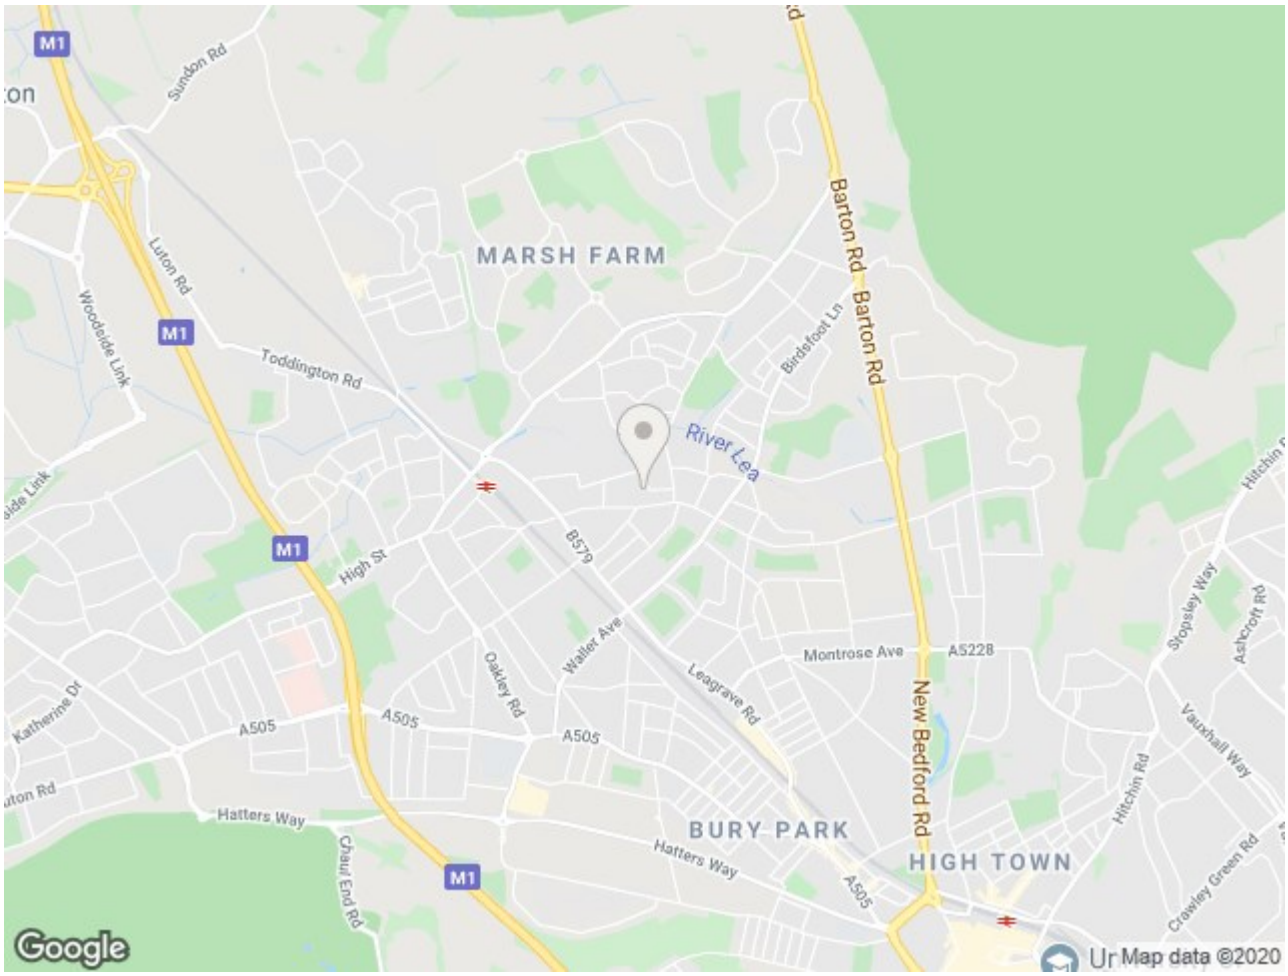 M1
Sundon Rd
ton
Rd
Barton Rd
Luton Rd
MARSH FARM
Barton Rd
Woodside Link
M1
Birdsfoot Ln
Toddington Rd
River Lea
Hitchin R
side Link
B579
M1
High St
Stopsley Way
Ashcroft Rd
Waller Ave
Montrose Ave
A5228
Oakley Rd
Leagrave Rd
Katherine Dr
New Bedford Rd
A505
A505
A505
Vauxhall Way
uton Rd
Hitchin Rd
Hatters Way
BURY PARK
Hatters Way
HIGH TOWN
Chaul End Rd
M1
A505
Crawley Green Rd
Google
Ur
Map data ©2020